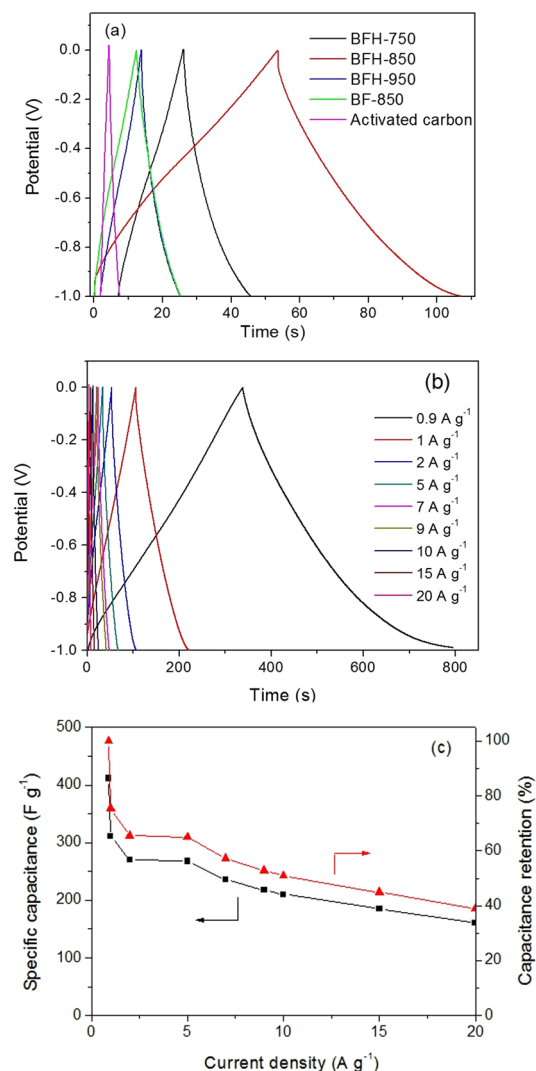 (a)
BFH-750
BFH-850
BFH-950
BF-850
Activated carbon
0.0
-0.2
-0.4
-0.6
-0.8
-1.0
Potential (V)
0 20 40 60 80 100
Time (s)
(b)
0.9 A g⁻¹
1 A g⁻¹
2 A g⁻¹
5 A g⁻¹
7 A g⁻¹
9 A g⁻¹
10 A g⁻¹
15 A g⁻¹
20 A g⁻¹
0.0
-0.2
-0.4
-0.6
-0.8
-1.0
Potential (V)
0 200 400 600 800
Time (s)
(c)
500
400
300
200
100
0
Specific capacitance (F g⁻¹)
100
80
60
40
20
0
Capacitance retention (%)
0 5 10 15 20
Current density (A g⁻¹)